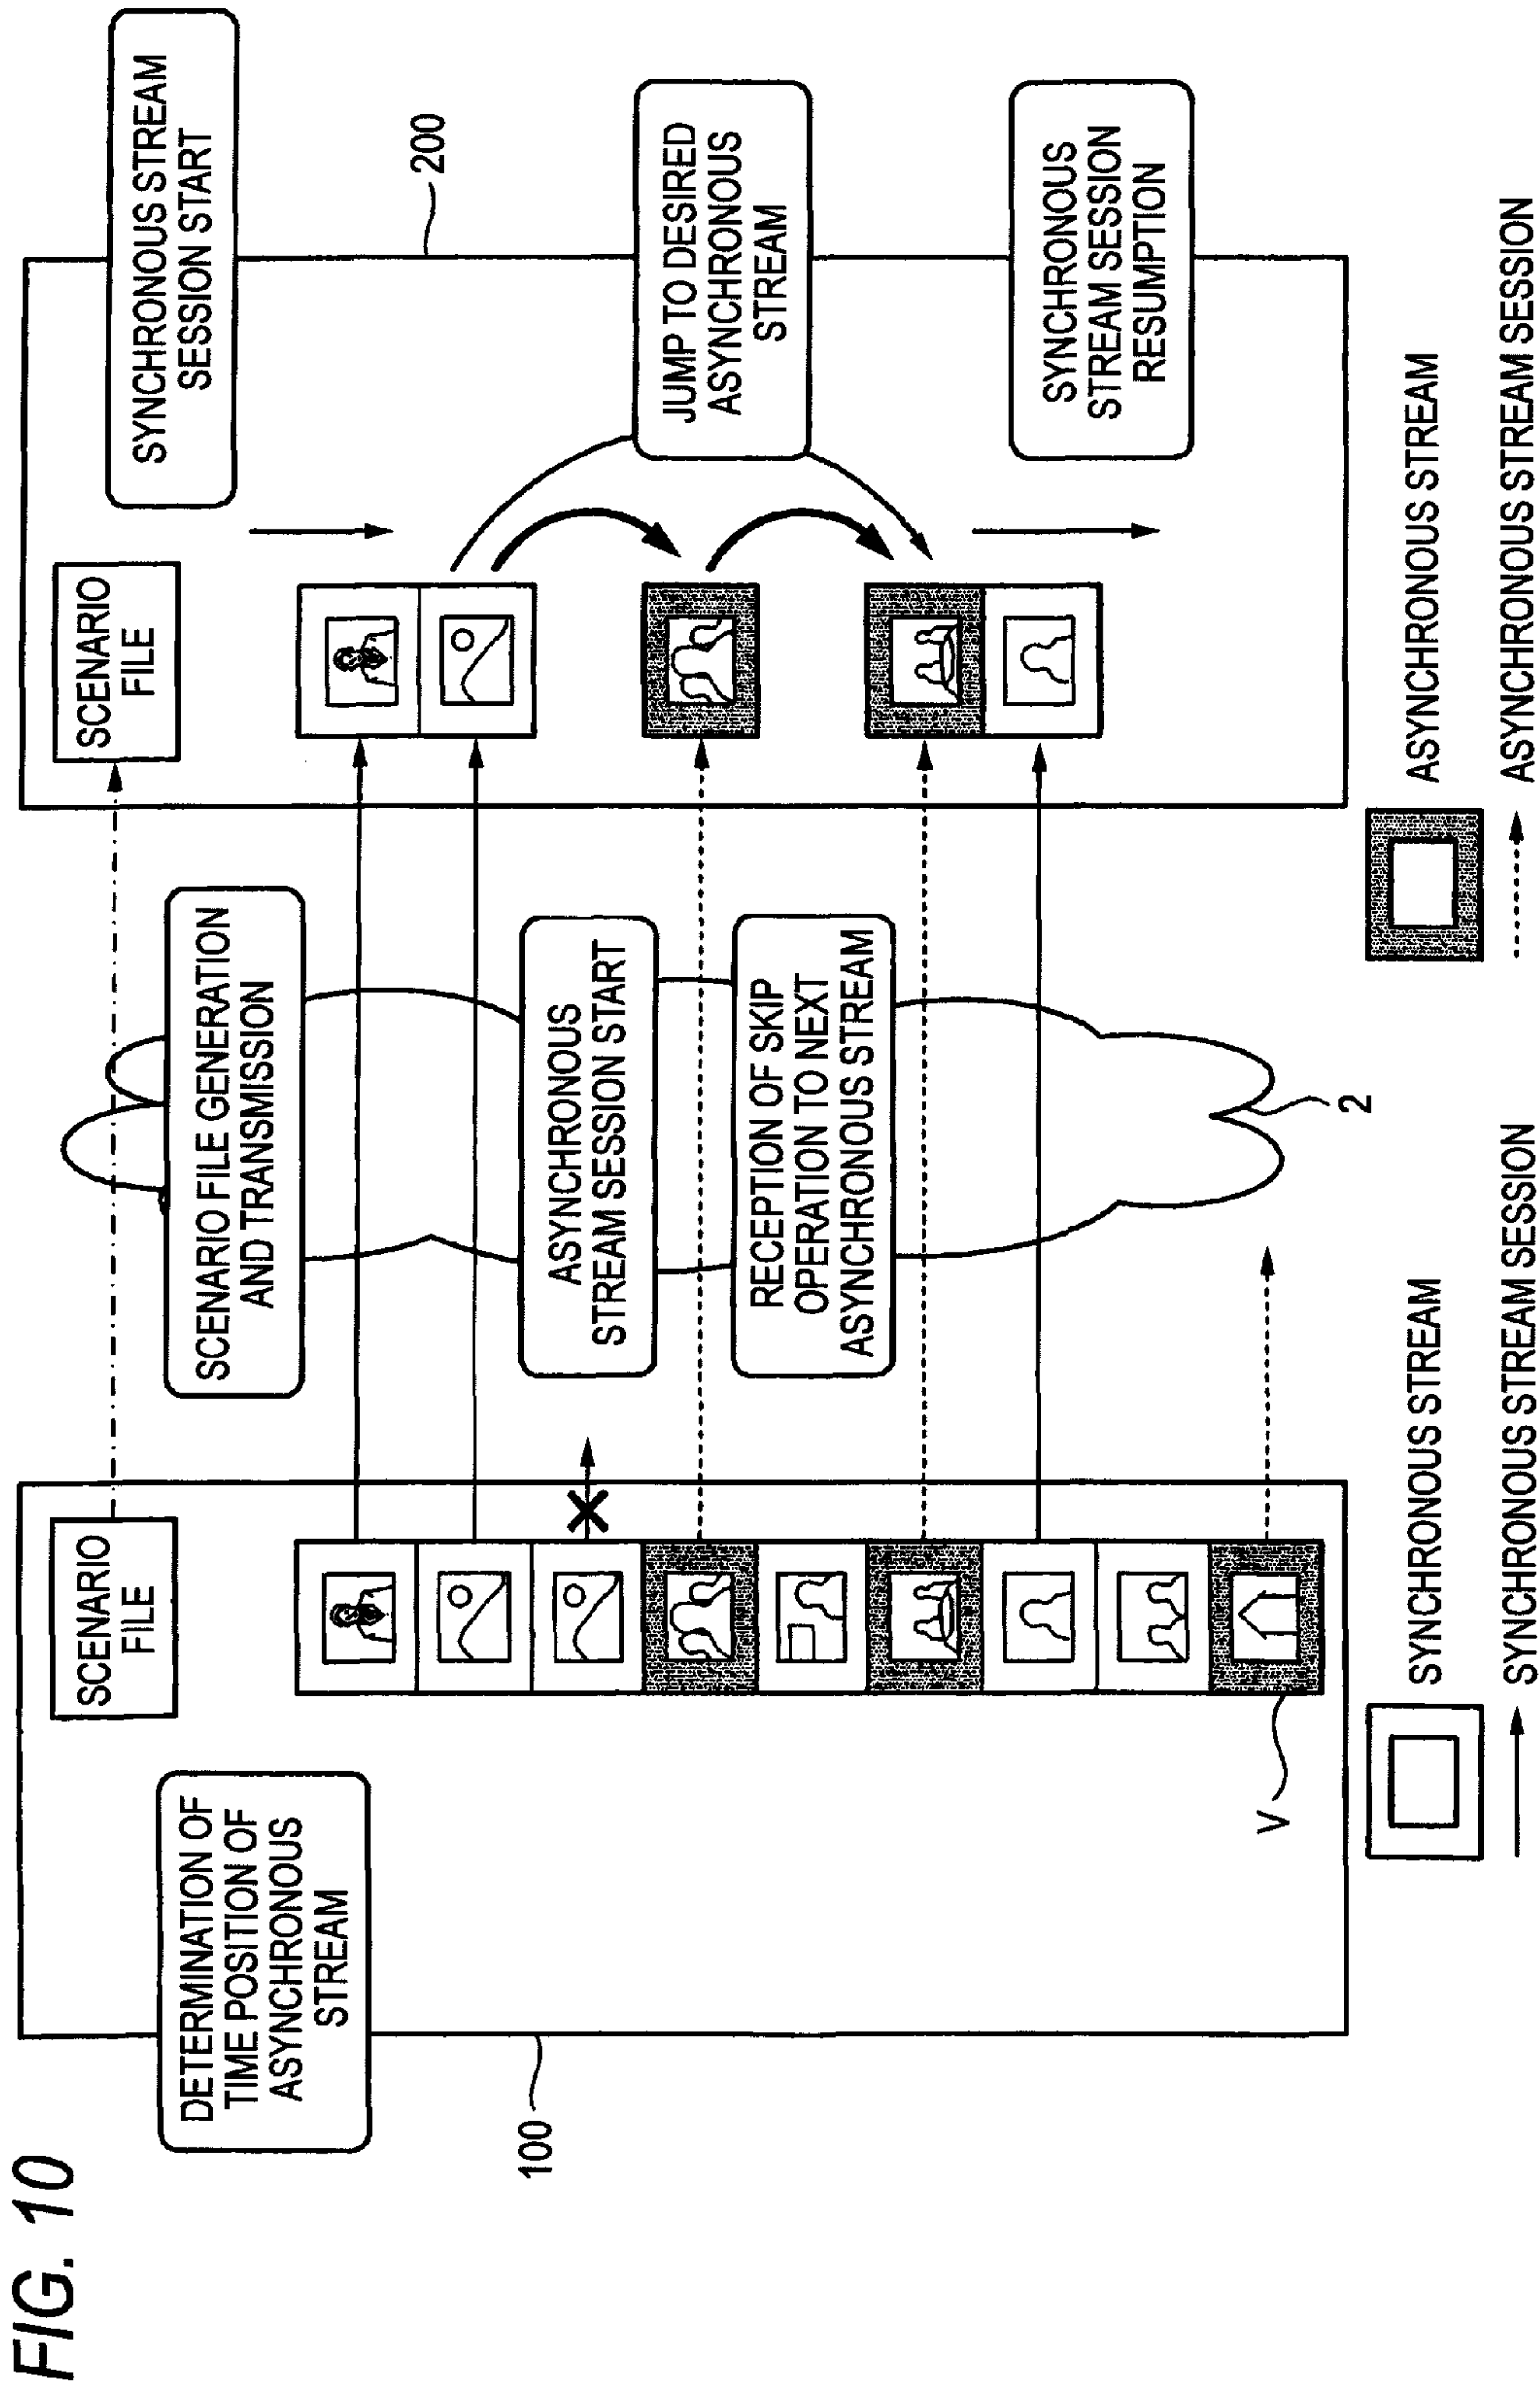 FIG. 10
DETERMINATION OF
TIME POSITION OF
ASYNCHRONOUS
STREAM
100
SCENARIO
FILE
V
SCENARIO FILE GENERATION
AND TRANSMISSION
ASYNCHRONOUS
STREAM SESSION START
RECEPTION OF SKIP
OPERATION TO NEXT
ASYNCHRONOUS STREAM
2
SCENARIO
FILE
SYNCHRONOUS STREAM
SESSION START
200
JUMP TO DESIRED
ASYNCHRONOUS
STREAM
SYNCHRONOUS
STREAM SESSION
RESUMPTION
SYNCHRONOUS STREAM
SYNCHRONOUS STREAM SESSION
ASYNCHRONOUS STREAM
ASYNCHRONOUS STREAM SESSION